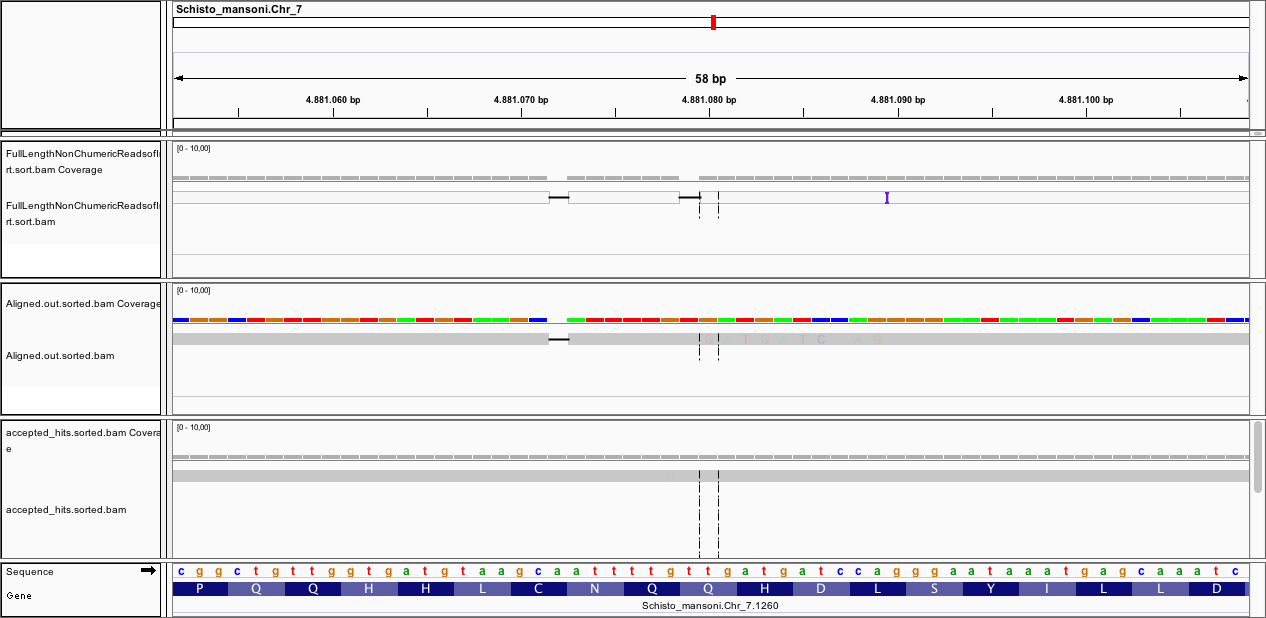 Schisto_mansoni.Chr_7
58 bp
4.881.060 bp 4.881.070 bp 4.881.080 bp 4.881.090 bp 4.881.100 bp
FullLengthNonChumericReadsofI
rt.sort.bam Coverage
[0 - 10,00]
FullLengthNonChumericReadsofI
rt.sort.bam
Aligned.out.sorted.bam Coverage
[0 - 10,00]
Aligned.out.sorted.bam
accepted_hits.sorted.bam Covera
e
[0 - 10,00]
accepted_hits.sorted.bam
Sequence
c g g c t g t t g g t g a t g t a a g c a a t t t t g t t g a t g a t c c a g g g a a t a a a t g a g c a a a t c
Gene
P Q Q H H L C N Q Q H D L S Y I L L D
Schisto_mansoni.Chr_7.1260